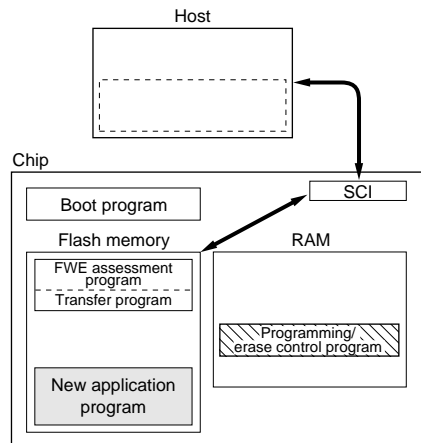 Host
Chip
SCI
Boot program
Flash memory
RAM
FWE assessment
program
Transfer program
Programming/
erase control program
New application
program